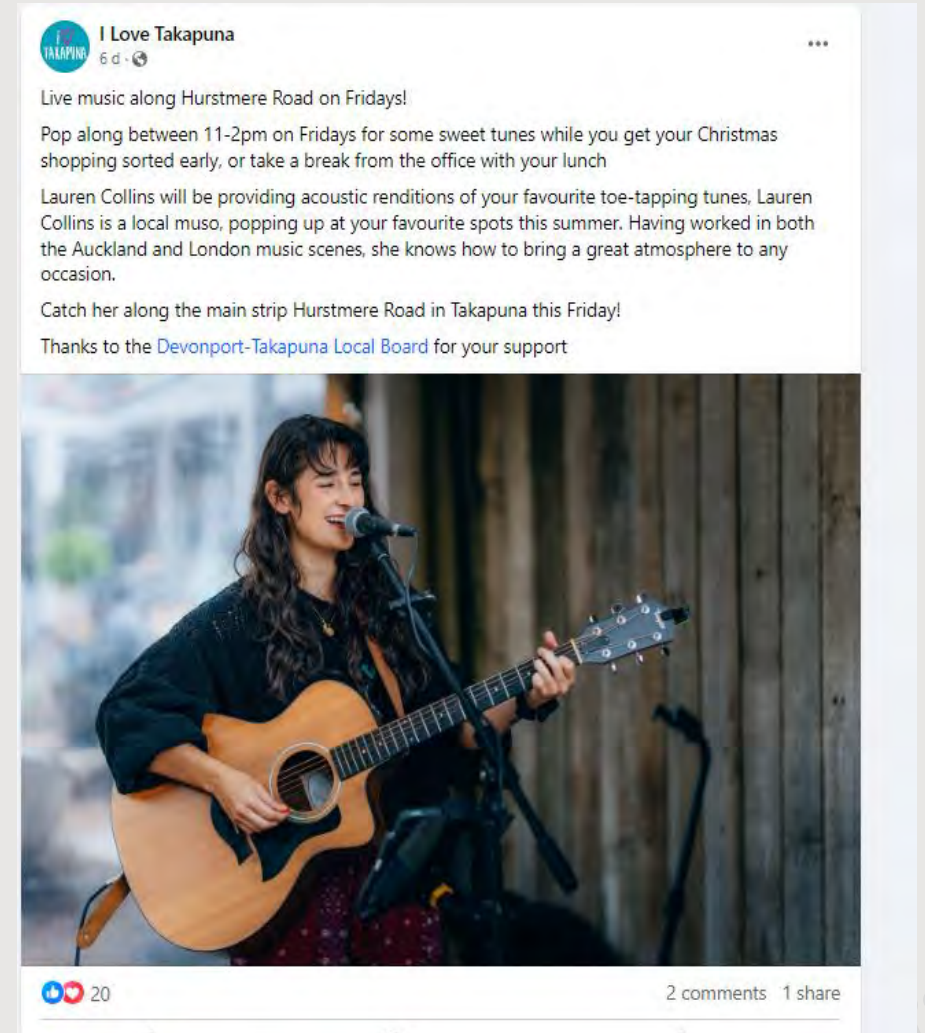 I Love Takapuna
6 d ·
Live music along Hurstmere Road on Fridays!
Pop along between 11-2pm on Fridays for some sweet tunes while you get your Christmas
shopping sorted early, or take a break from the office with your lunch
Lauren Collins will be providing acoustic renditions of your favourite toe-tapping tunes, Lauren
Collins is a local muso, popping up at your favourite spots this summer. Having worked in both
the Auckland and London music scenes, she knows how to bring a great atmosphere to any
occasion.
Catch her along the main strip Hurstmere Road in Takapuna this Friday!
Thanks to the Devonport-Takapuna Local Board for your support
20
2 comments 1 share